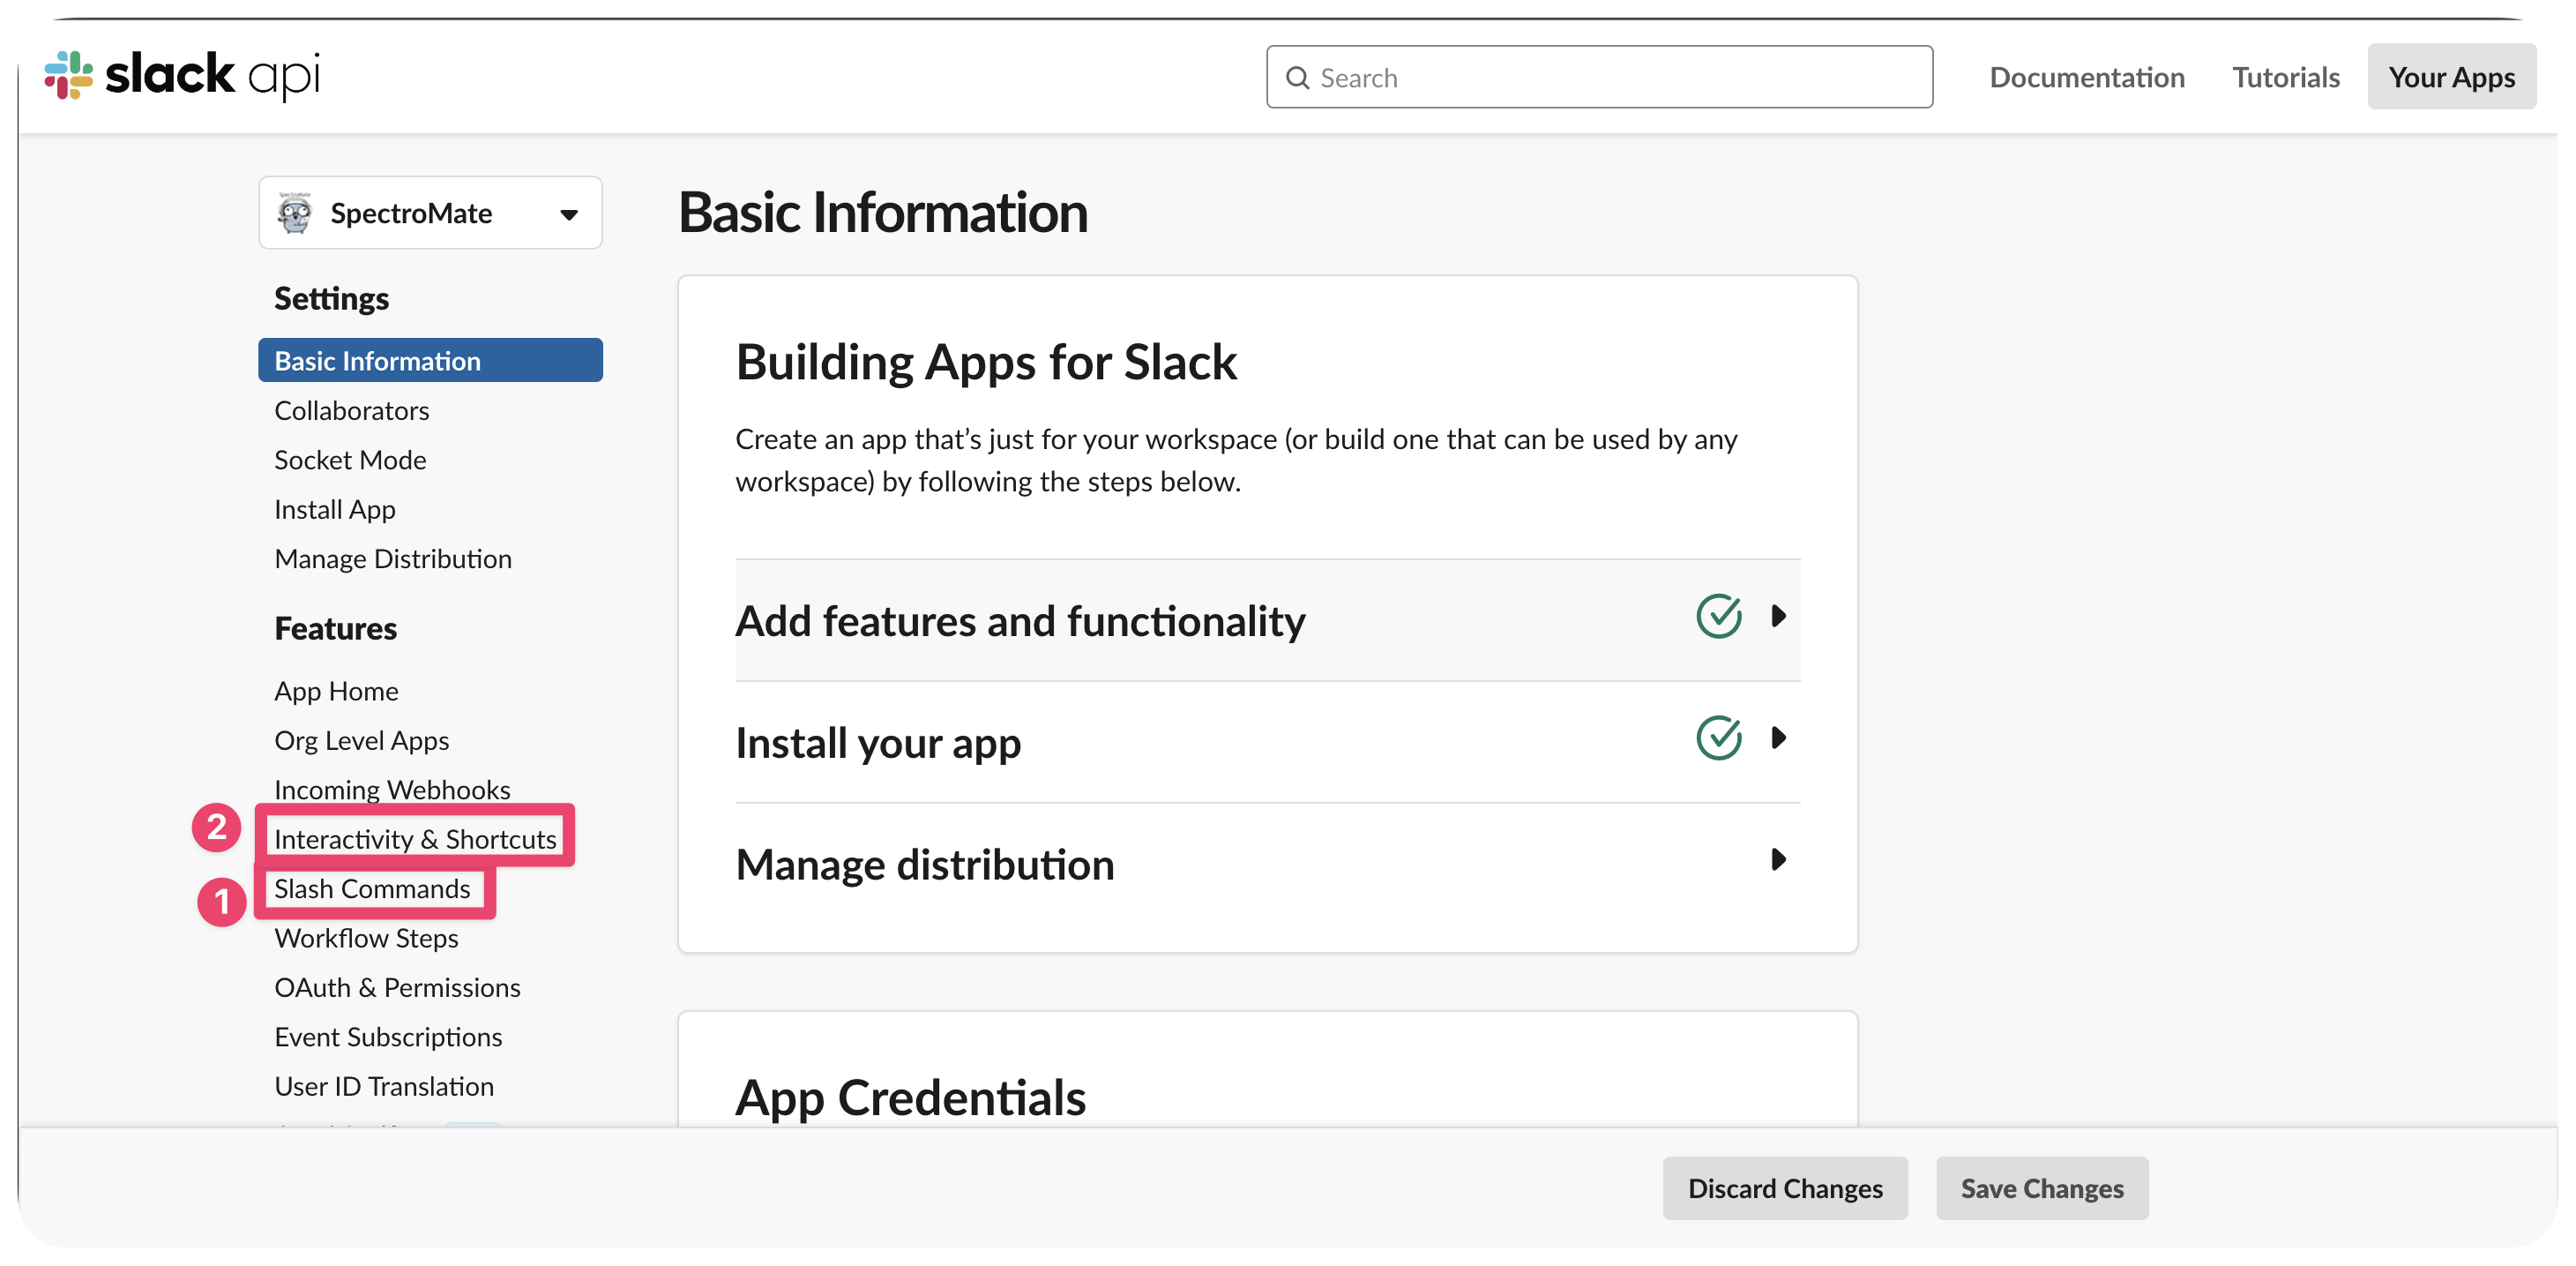 slack api
Search
Documentation
Tutorials
Your Apps
SpectroMate
Settings
Basic Information
Collaborators
Socket Mode
Install App
Manage Distribution
Features
App Home
Org Level Apps
Incoming Webhooks
2
Interactivity & Shortcuts
1
Slash Commands
Workflow Steps
OAuth & Permissions
Event Subscriptions
User ID Translation
Basic Information
Building Apps for Slack
Create an app that’s just for your workspace (or build one that can be used by any
workspace) by following the steps below.
Add features and functionality
Install your app
Manage distribution
App Credentials
Discard Changes
Save Changes